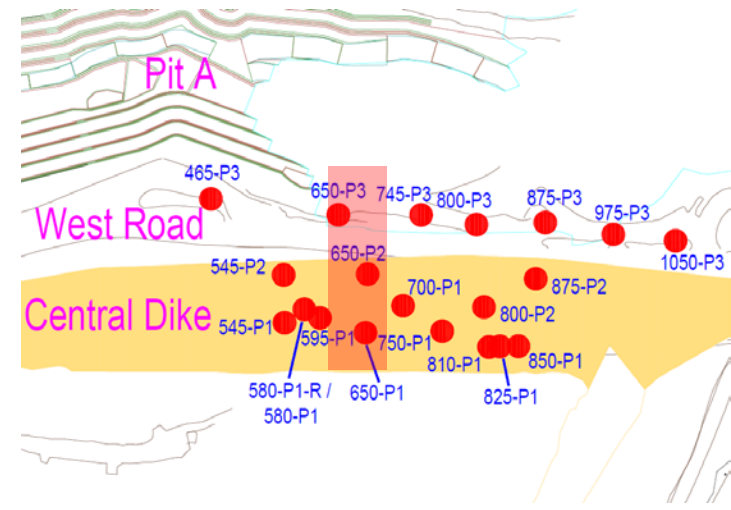 Pit A
465-P3
650-P3
745-P3
800-P3
875-P3
975-P3
1050-P3
West Road
545-P2
650-P2
875-P2
700-P1
800-P2
Central Dike
545-P1
595-P1
750-P1
810-P1
850-P1
580-P1-R /
580-P1
650-P1
825-P1